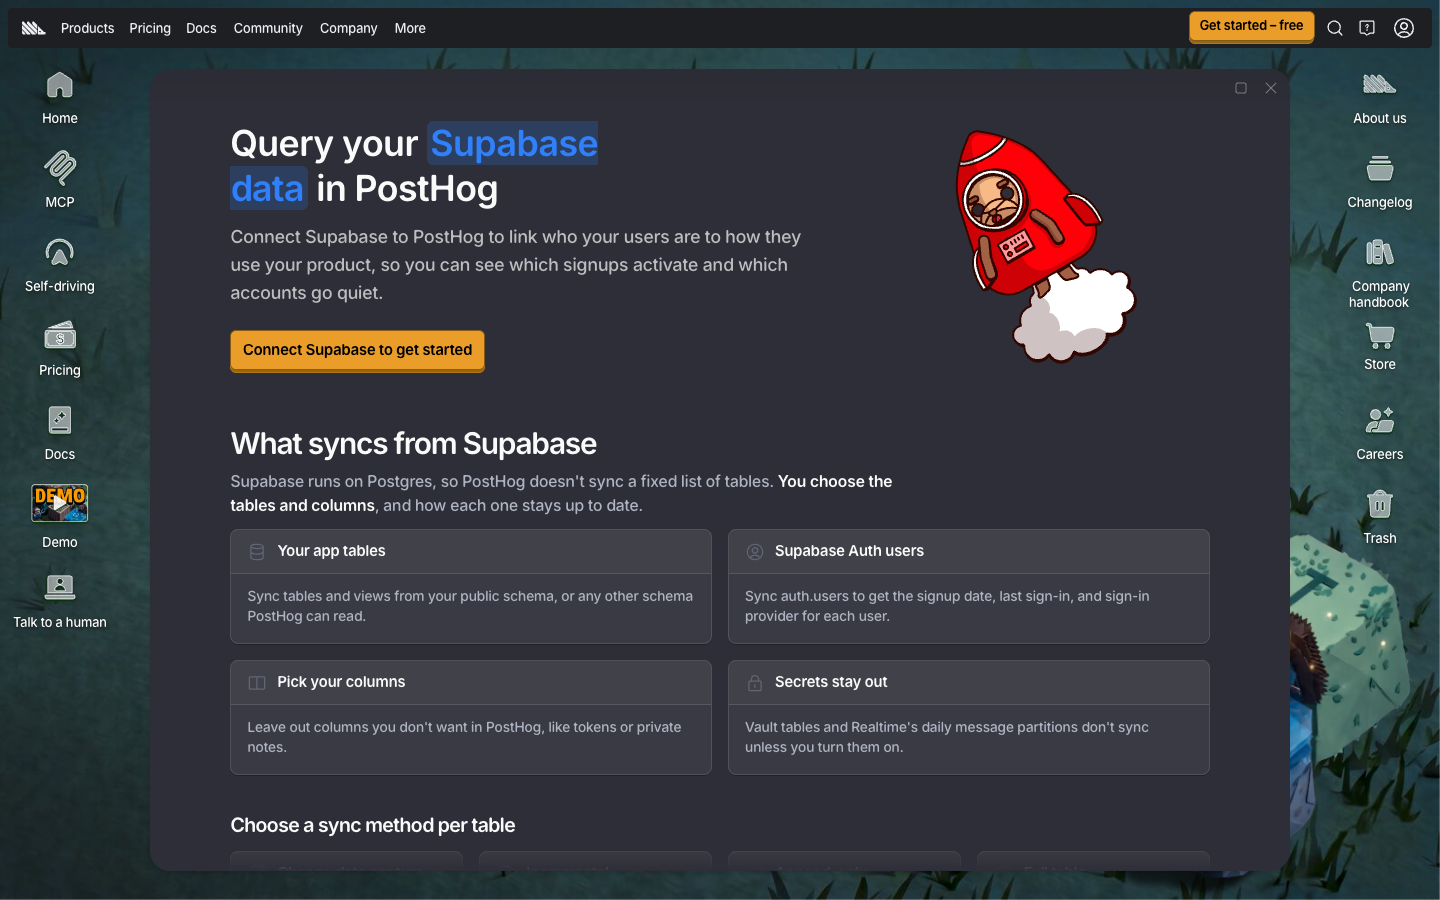 Products Pricing Docs Community Company More
Get started – free
Home
MCP
Self-driving
Pricing
Docs
DEMO
Demo
Talk to a human
Query your Supabase
data in PostHog
Connect Supabase to PostHog to link who your users are to how they
use your product, so you can see which signups activate and which
accounts go quiet.
Connect Supabase to get started
What syncs from Supabase
Supabase runs on Postgres, so PostHog doesn't sync a fixed list of tables. You choose the
tables and columns, and how each one stays up to date.
Your app tables
Sync tables and views from your public schema, or any other schema
PostHog can read.
Supabase Auth users
Sync auth.users to get the signup date, last sign-in, and sign-in
provider for each user.
Pick your columns
Leave out columns you don't want in PostHog, like tokens or private
notes.
Secrets stay out
Vault tables and Realtime's daily message partitions don't sync
unless you turn them on.
Choose a sync method per table
About us
Changelog
Company
handbook
Store
Careers
Trash